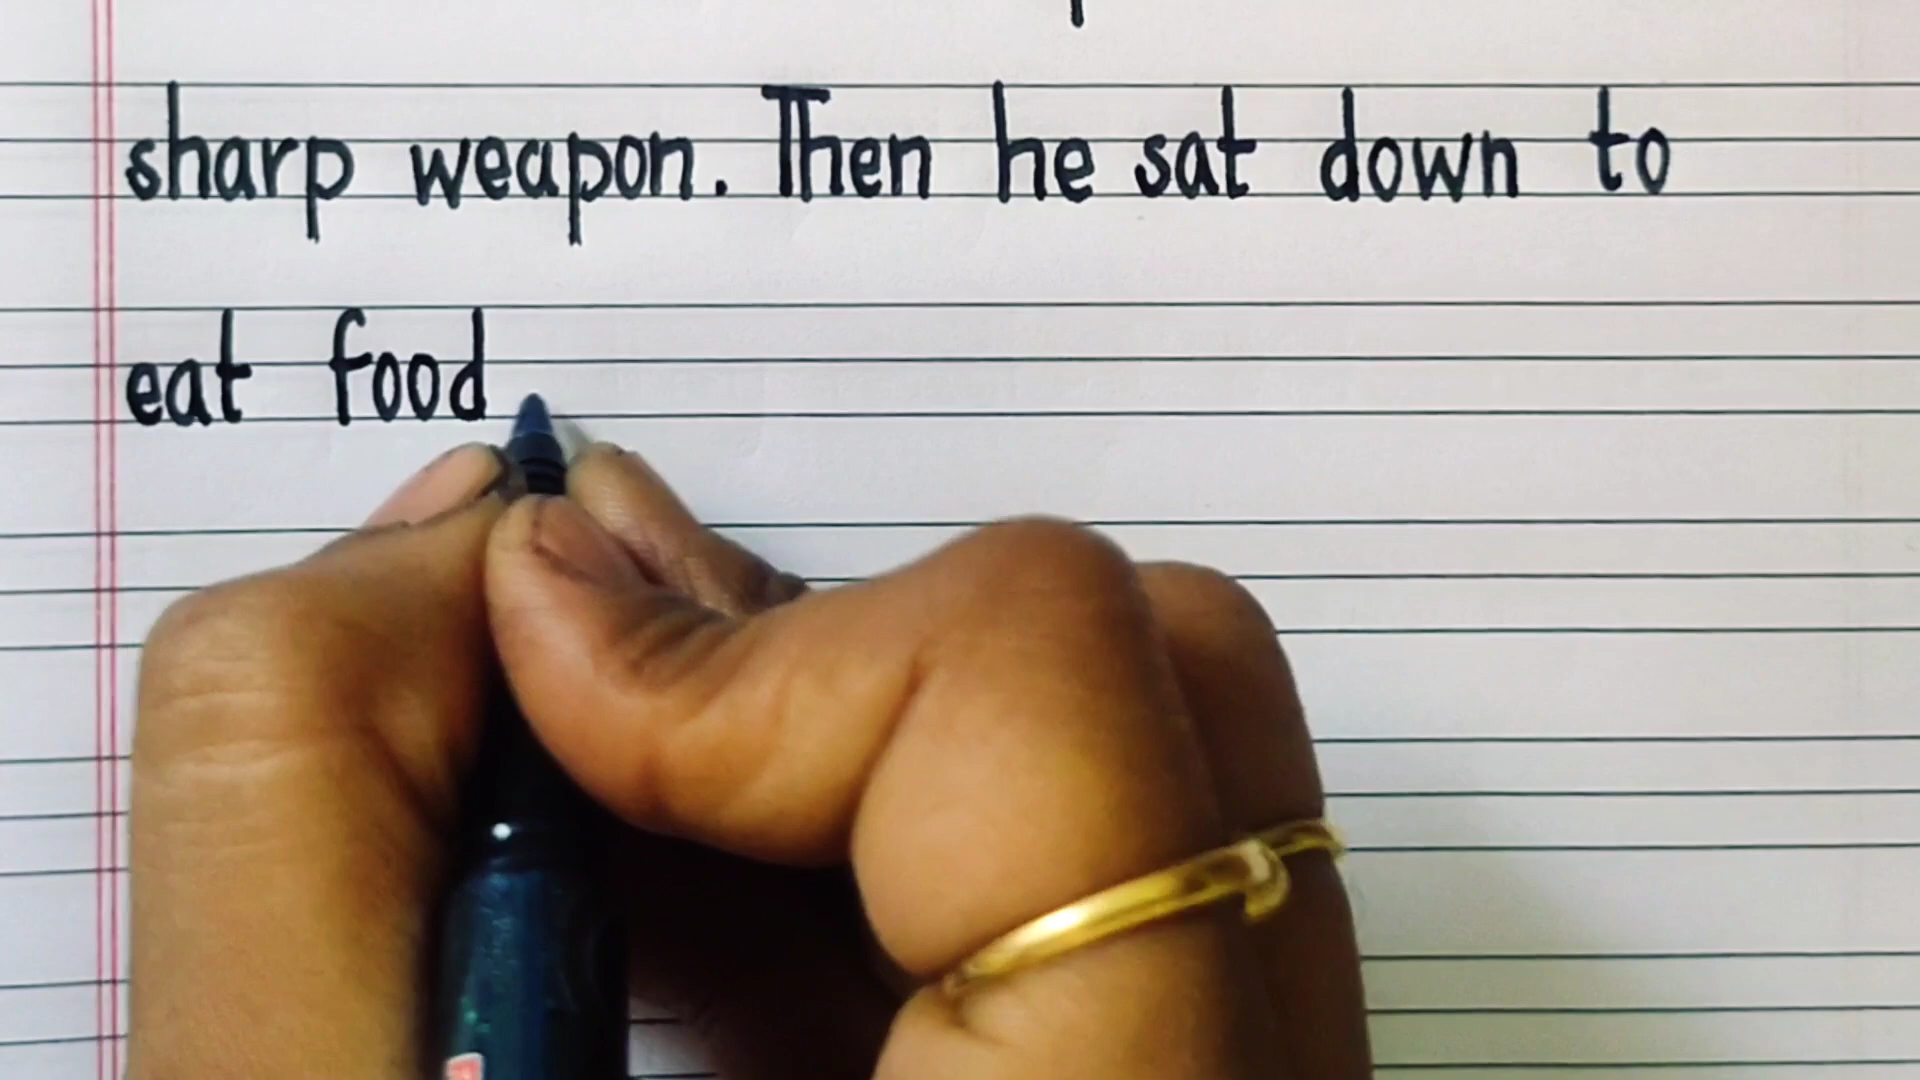 sharp weapon. Then he sat down to
eat food